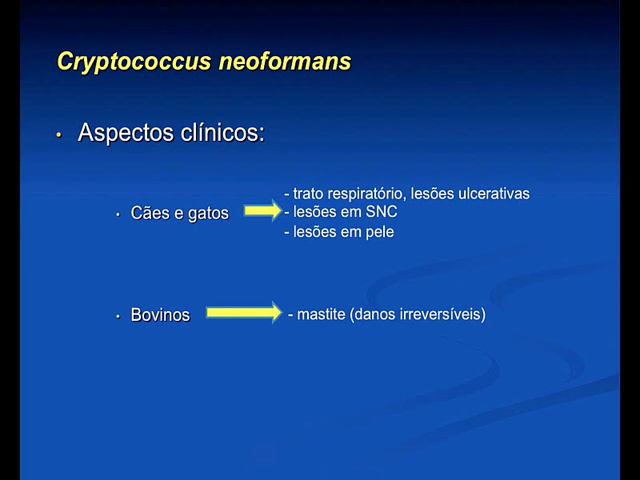 Cryptococcus neoformans
• Aspectos clínicos:
- trato respiratório, lesões ulcerativas
• Cães e gatos - lesões em SNC
- lesões em pele
• Bovinos - mastite (danos irreversíveis)